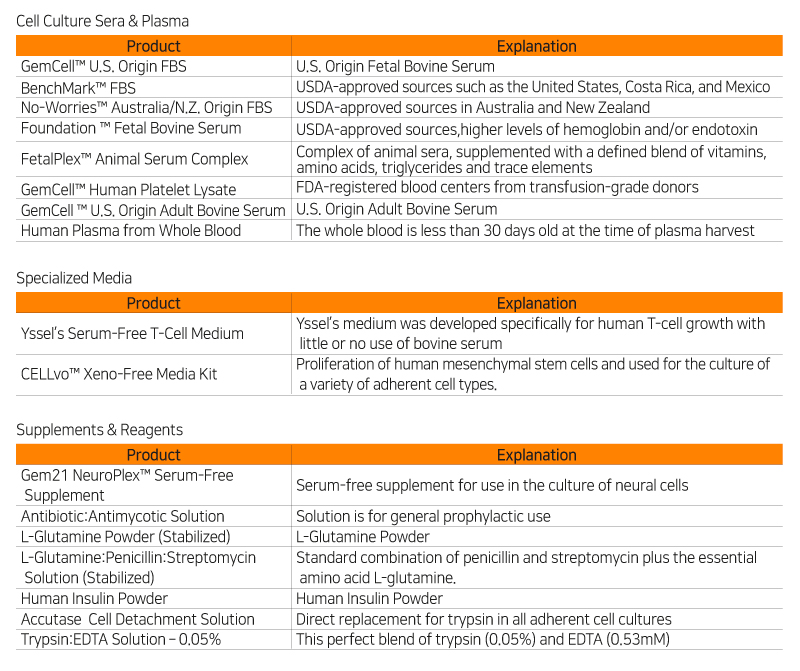 Cell Culture Sera & Plasma
Product Explanation
GemCell™ U.S. Origin FBS U.S. Origin Fetal Bovine Serum
BenchMark™ FBS USDA-approved sources such as the United States, Costa Rica, and Mexico
No-Worries™ Australia/N.Z. Origin FBS USDA-approved sources in Australia and New Zealand
Foundation ™ Fetal Bovine Serum USDA-approved sources,higher levels of hemoglobin and/or endotoxin
FetalPlex™ Animal Serum Complex Complex of animal sera, supplemented with a defined blend of vitamins,
amino acids, triglycerides and trace elements
GemCell™ Human Platelet Lysate FDA-registered blood centers from transfusion-grade donors
GemCell ™ U.S. Origin Adult Bovine Serum U.S. Origin Adult Bovine Serum
Human Plasma from Whole Blood The whole blood is less than 30 days old at the time of plasma harvest
Specialized Media
Product Explanation
Yssel's Serum-Free T-Cell Medium Yssel's medium was developed specifically for human T-cell growth with
little or no use of bovine serum
CELLvo™ Xeno-Free Media Kit Proliferation of human mesenchymal stem cells and used for the culture of
a variety of adherent cell types.
Supplements & Reagents
Product Explanation
Gem21 NeuroPlex™ Serum-Free
Supplement Serum-free supplement for use in the culture of neural cells
Antibiotic:Antimycotic Solution Solution is for general prophylactic use
L-Glutamine Powder (Stabilized) L-Glutamine Powder
L-Glutamine:Penicillin:Streptomycin Standard combination of penicillin and streptomycin plus the essential
Solution (Stabilized) amino acid L-glutamine.
Human Insulin Powder Human Insulin Powder
Accutase Cell Detachment Solution Direct replacement for trypsin in all adherent cell cultures
Trypsin:EDTA Solution – 0.05% This perfect blend of trypsin (0.05%) and EDTA (0.53mM)